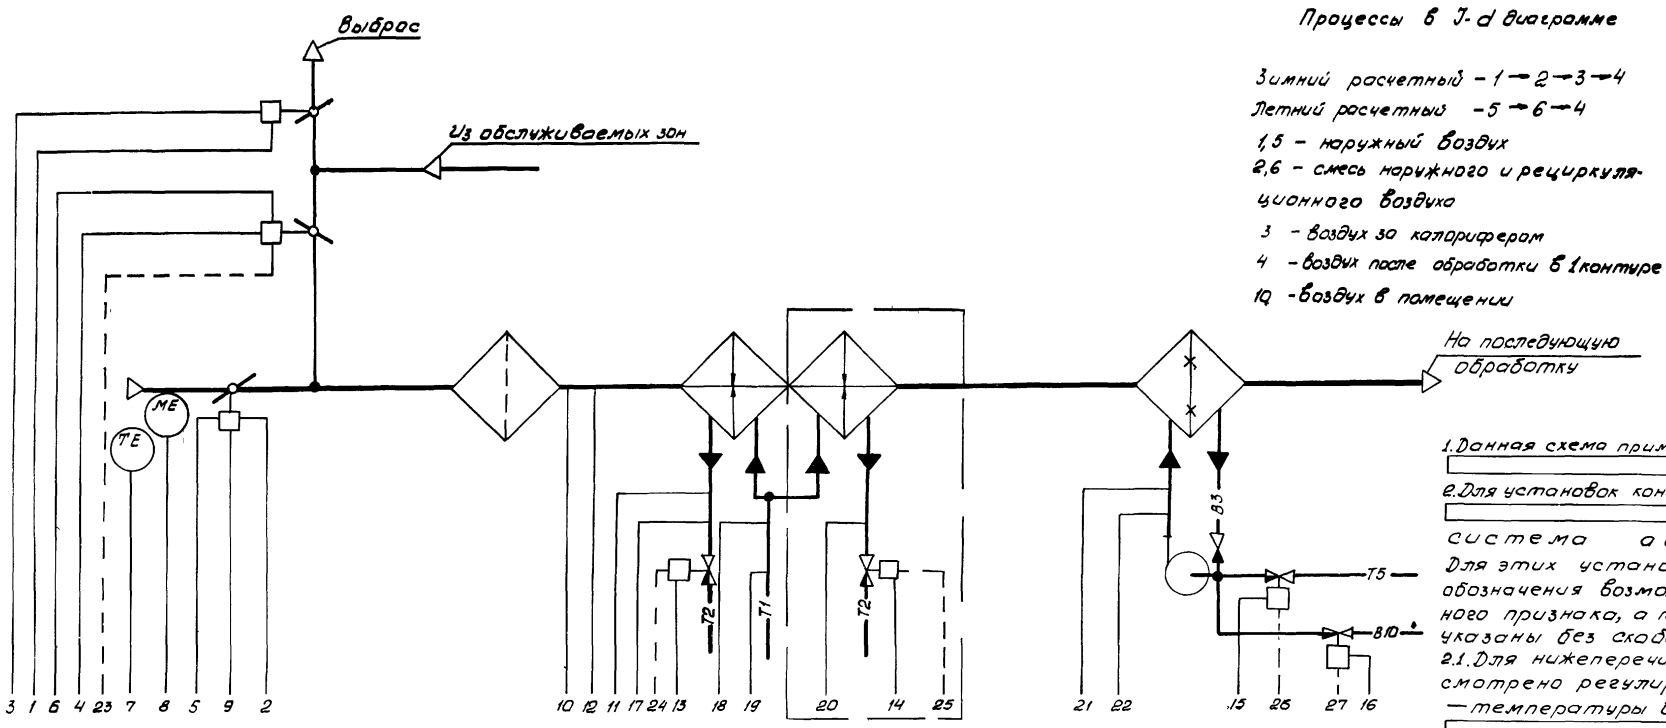 Процессы в J-d диаграмме
Зимний расчетный - 1→2→3→4
Летний расчетный - 5→6→4
1,5 - наружный воздух
2,6 - смесь наружного и рециркуля-
ционного воздуха
3 - воздух за калорифером
4 - воздух после обработки в 1 контуре
10 - воздух в помещении
Выброс
Из обслуживаемых зон
На последующую
обработку
МЕ
ТЕ
Т2
Т1
Т2
В3
Т5
В10
1. Данная схема прим
2. Для установок кон
система а
Для этих устан
обозначения возмо
ного признака, а п
указаны без скоб
2.1. Для нижепереч
смотрено регулир
— температуры
3 1 6 4 23 7 8 5 9 2 10 12 11 17 24 13 18 19 20 14 25 21 22 15 26 27 16